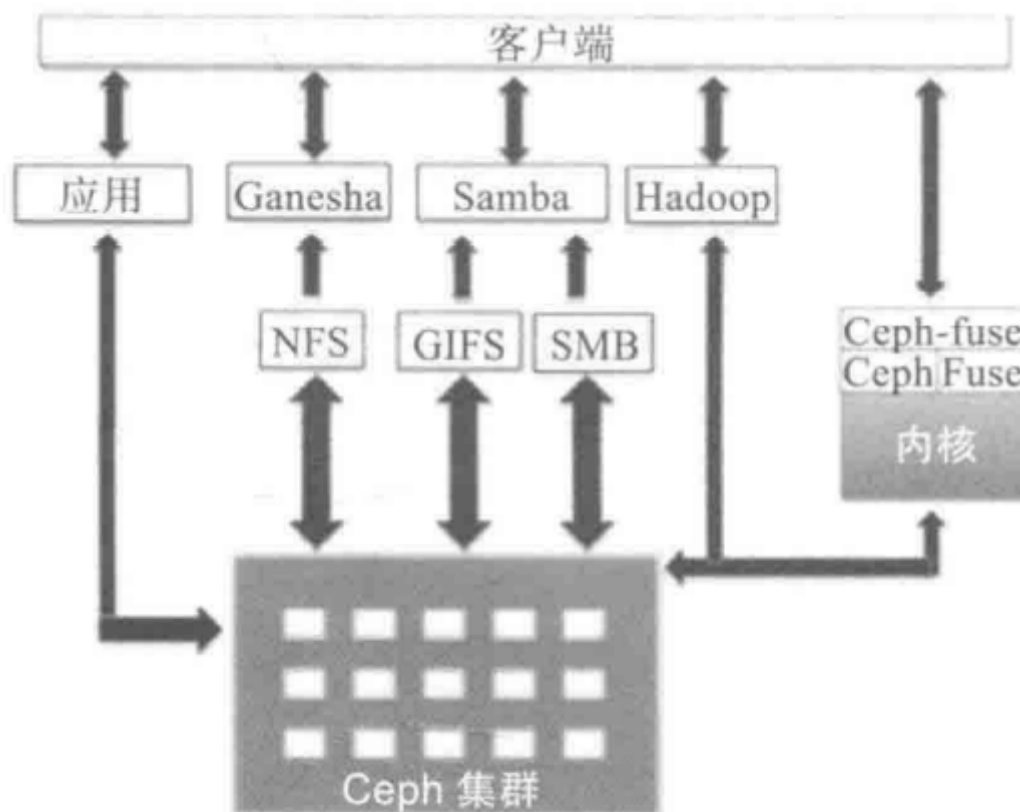 客户端
应用
Ganesha
Samba
Hadoop
NFS
GIFS
SMB
Ceph-fuse
Ceph Fuse
内核
Ceph 集群